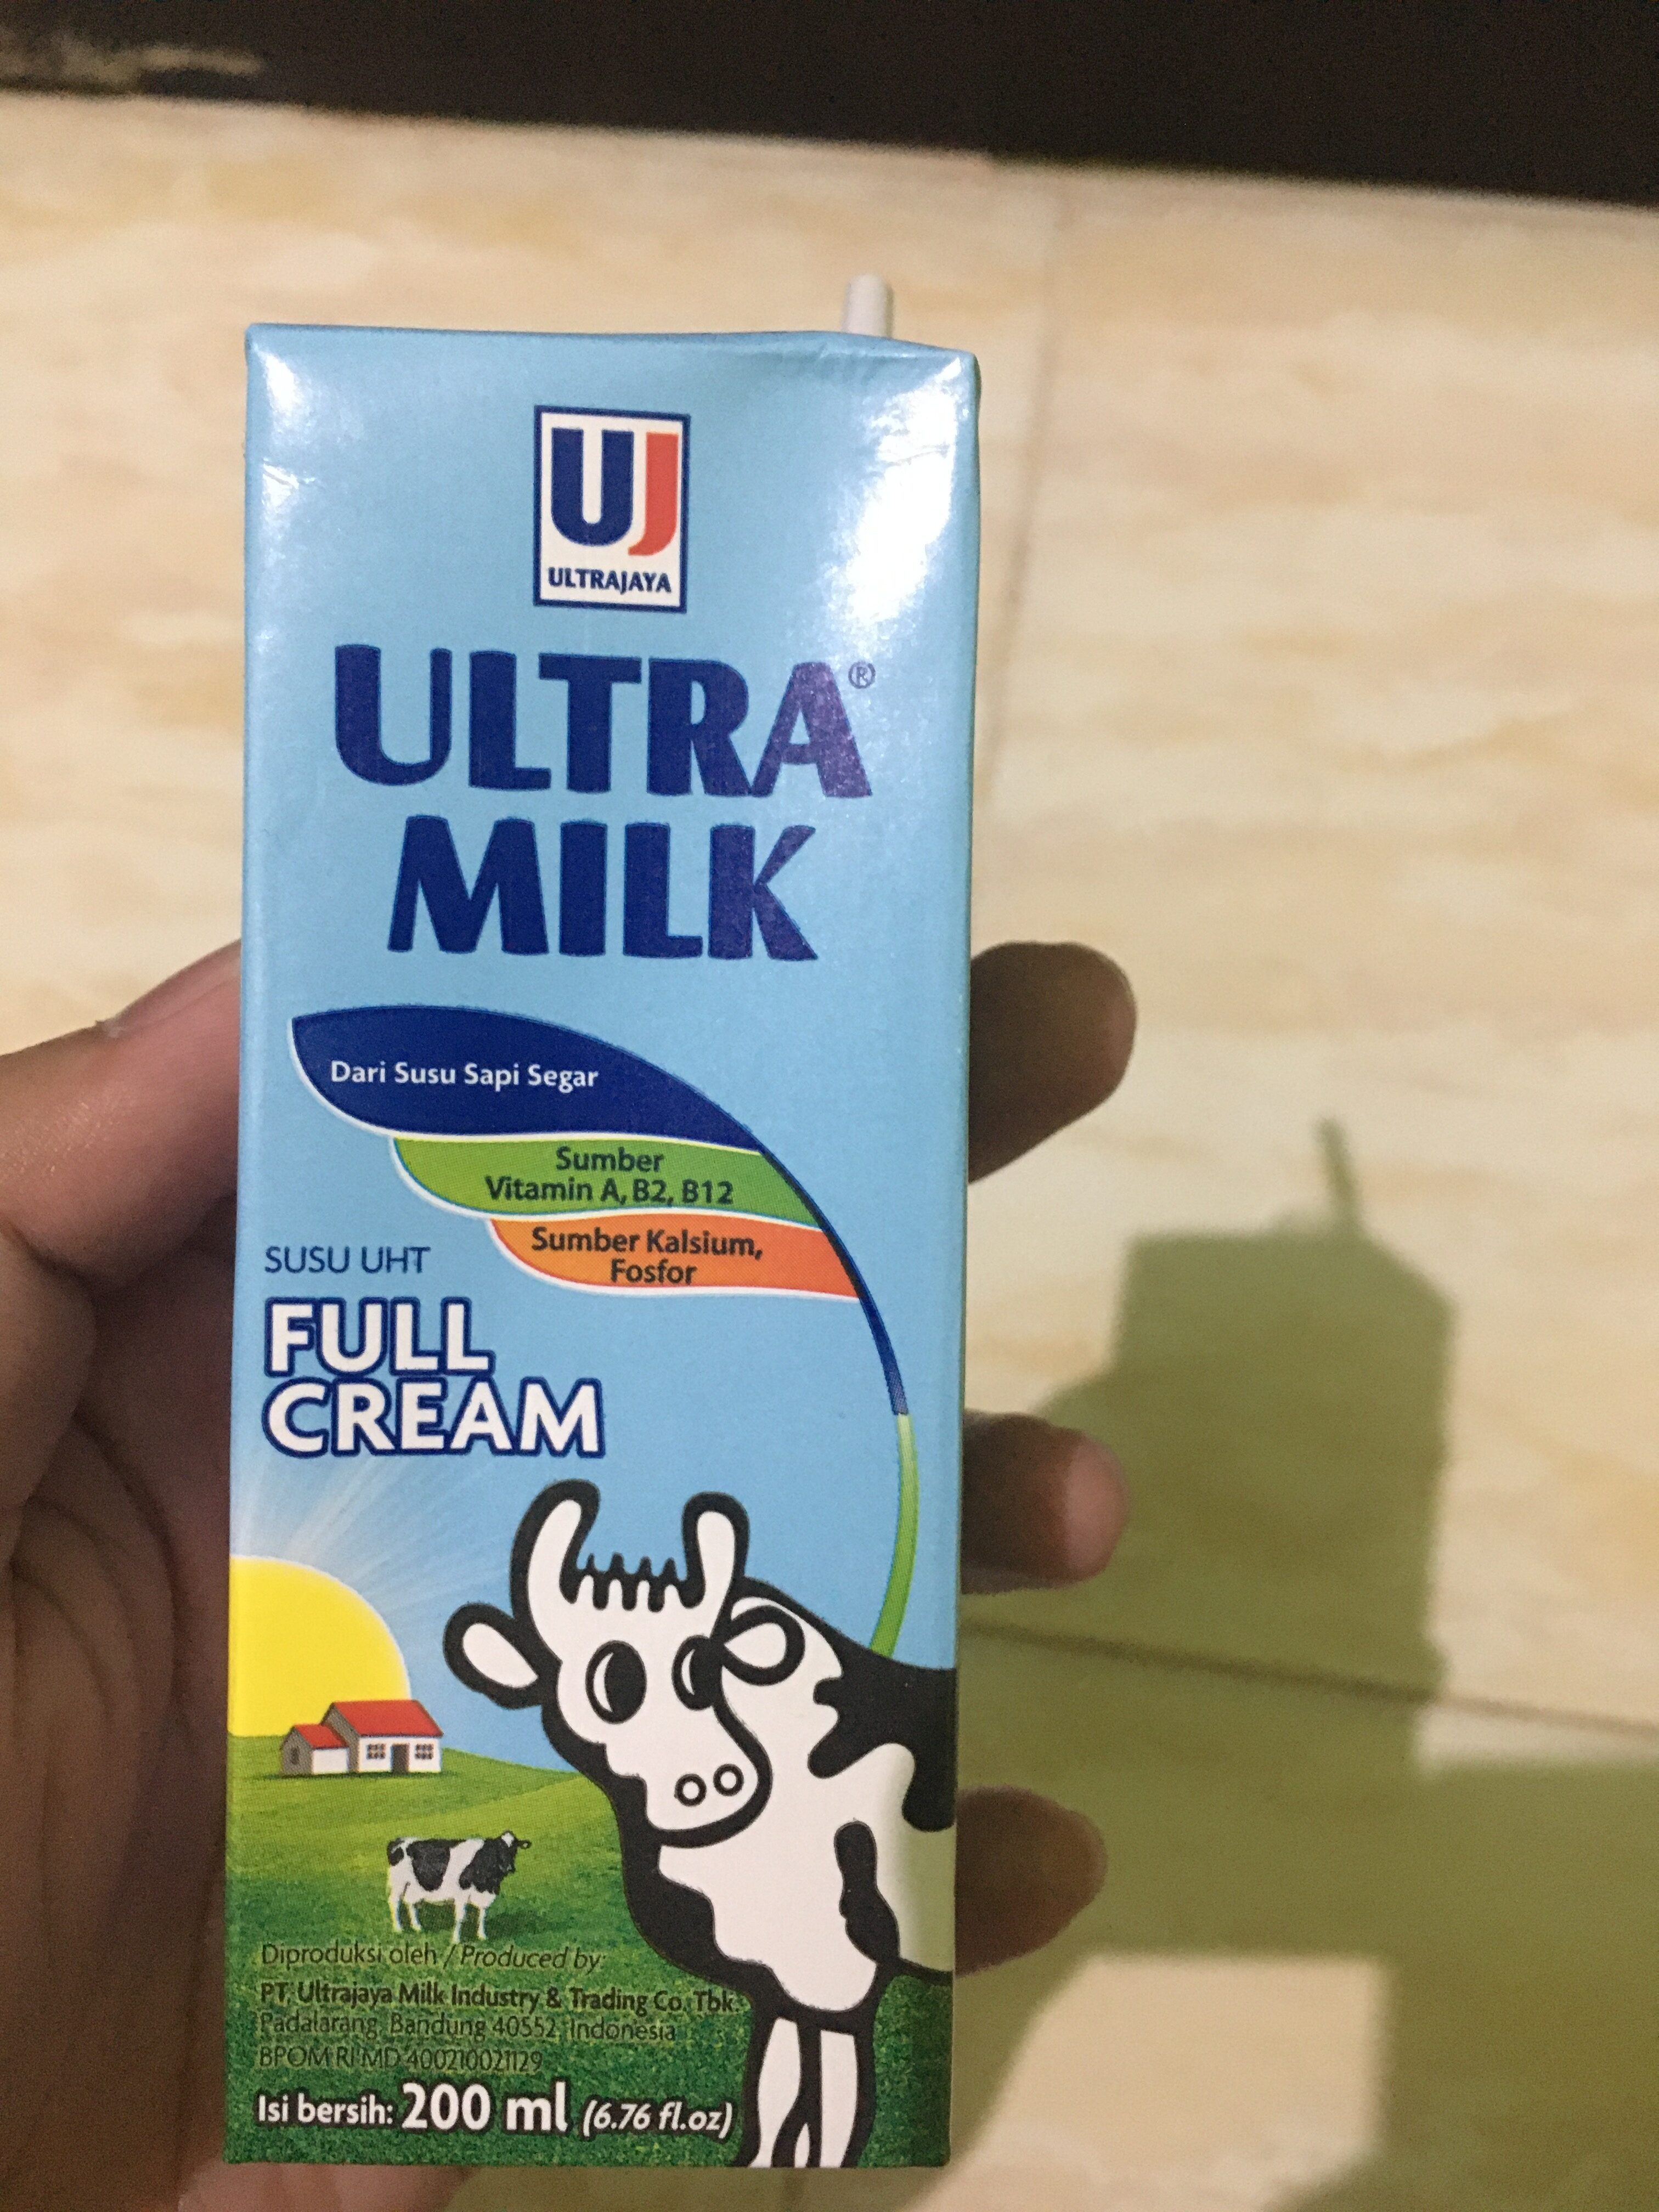 UJ
ULTRAJAYA
ULTRA®
MILK
Dari Susu Sapi Segar
Sumber
Vitamin A, B2, B12
Sumber Kalsium,
Fosfor
SUSU UHT
FULL
CREAM
Diproduksi oleh / Produced by:
PT Ultrajaya Milk Industry & Trading Co. Tbk.
Padalarang, Bandung 40552, Indonesia
BPOM RI MD 400210021129
Isi bersih: 200 ml (6.76 fl.oz)